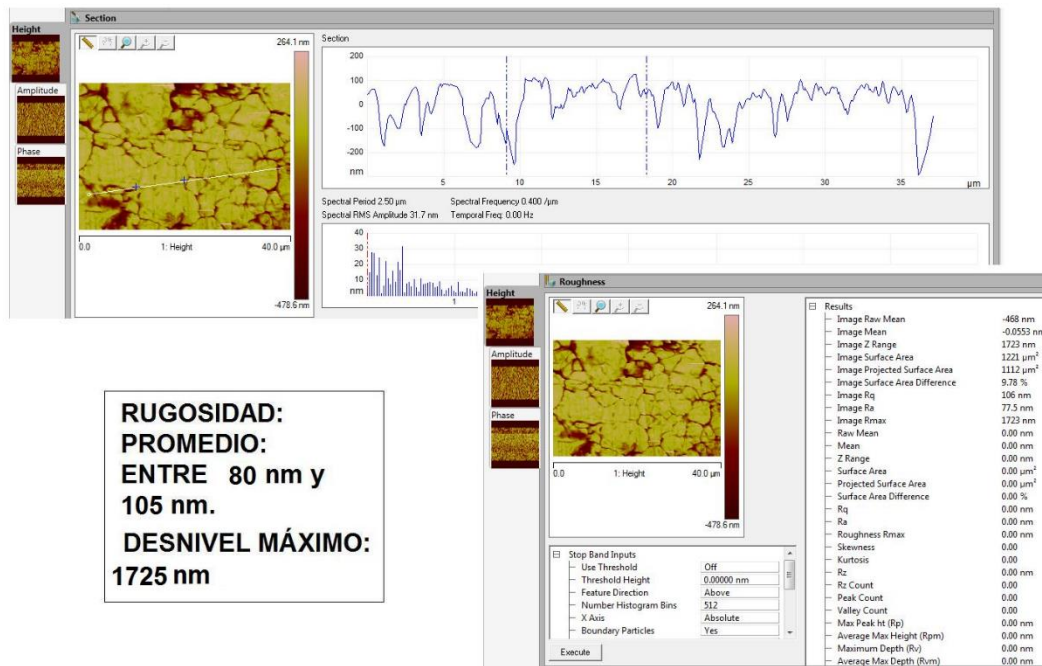 Section
Height
Amplitude
Phase
264.1 nm
-478.6 nm
0.0 1: Height 40.0 µm
Section
200
100
0
-100
-200
nm
5 10 15 20 25 30 35 µm
Spectral Period 2.50 µm Spectral Frequency 0.400 /µm
Spectral RMS Amplitude 31.7 nm Temporal Freq: 0.00 Hz
40
30
20
10
nm
1
RUGOSIDAD:
PROMEDIO:
ENTRE 80 nm y
105 nm.
DESNIVEL MÁXIMO:
1725 nm
Roughness
Height
Amplitude
Phase
264.1 nm
-478.6 nm
0.0 1: Height 40.0 µm
Stop Band Inputs
Use Threshold Off
Threshold Height 0.00000 nm
Feature Direction Above
Number Histogram Bins 512
X Axis Absolute
Boundary Particles Yes
Execute
Results
Image Raw Mean -468 nm
Image Mean -0.0553 nm
Image Z Range 1723 nm
Image Surface Area 1221 µm²
Image Projected Surface Area 1112 µm²
Image Surface Area Difference 9.78 %
Image Rq 106 nm
Image Ra 77.5 nm
Image Rmax 1723 nm
Raw Mean 0.00 nm
Mean 0.00 nm
Z Range 0.00 nm
Surface Area 0.00 µm²
Projected Surface Area 0.00 µm²
Surface Area Difference 0.00 %
Rq 0.00 nm
Ra 0.00 nm
Roughness Rmax 0.00 nm
Skewness 0.00
Kurtosis 0.00
Rz 0.00 nm
Rz Count 0.00
Peak Count 0.00
Valley Count 0.00
Max Peak ht (Rp) 0.00 nm
Average Max Height (Rpm) 0.00 nm
Maximum Depth (Rv) 0.00 nm
Average Max Depth (Rvm) 0.00 nm